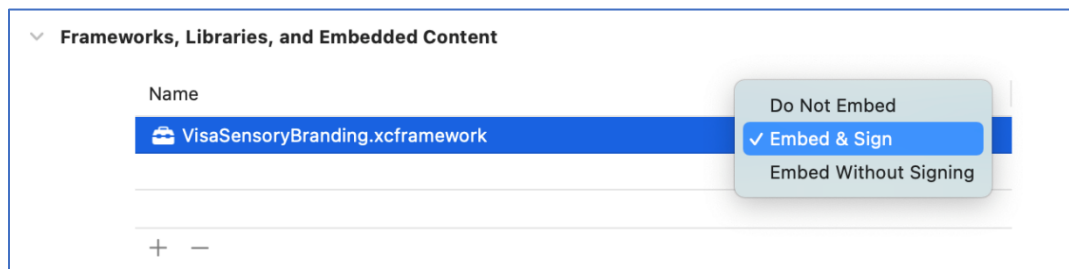 Frameworks, Libraries, and Embedded Content
Name
Do Not Embed
VisaSensoryBranding.xcframework
Embed & Sign
Embed Without Signing